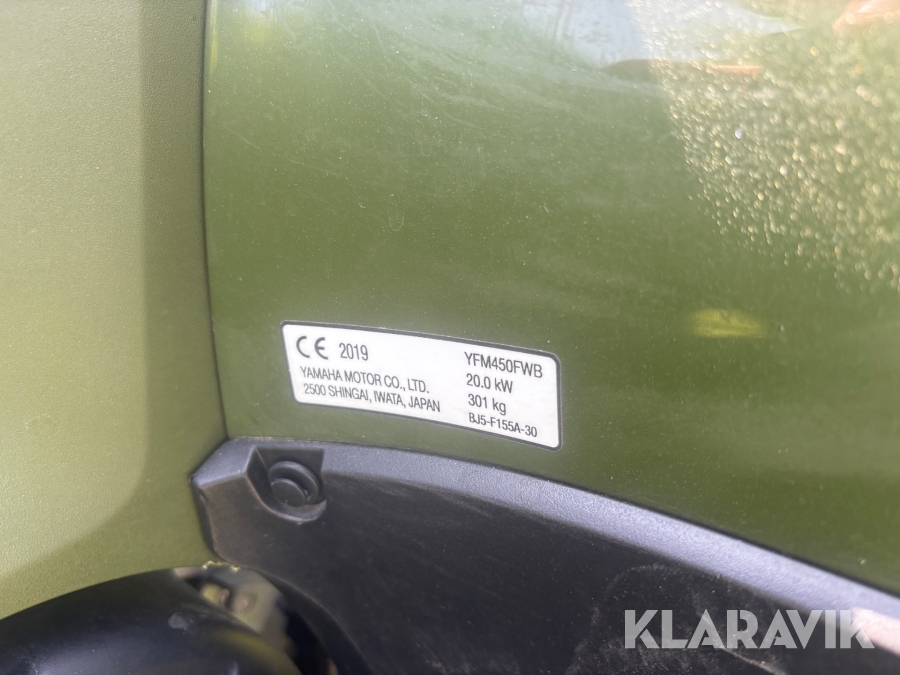 CE 2019
YAMAHA MOTOR CO., LTD.
2500 SHINGAI, IWATA, JAPAN
YFM450FWB
20.0 kW
301 kg
BJ5-F155A-30
KLARAVIK